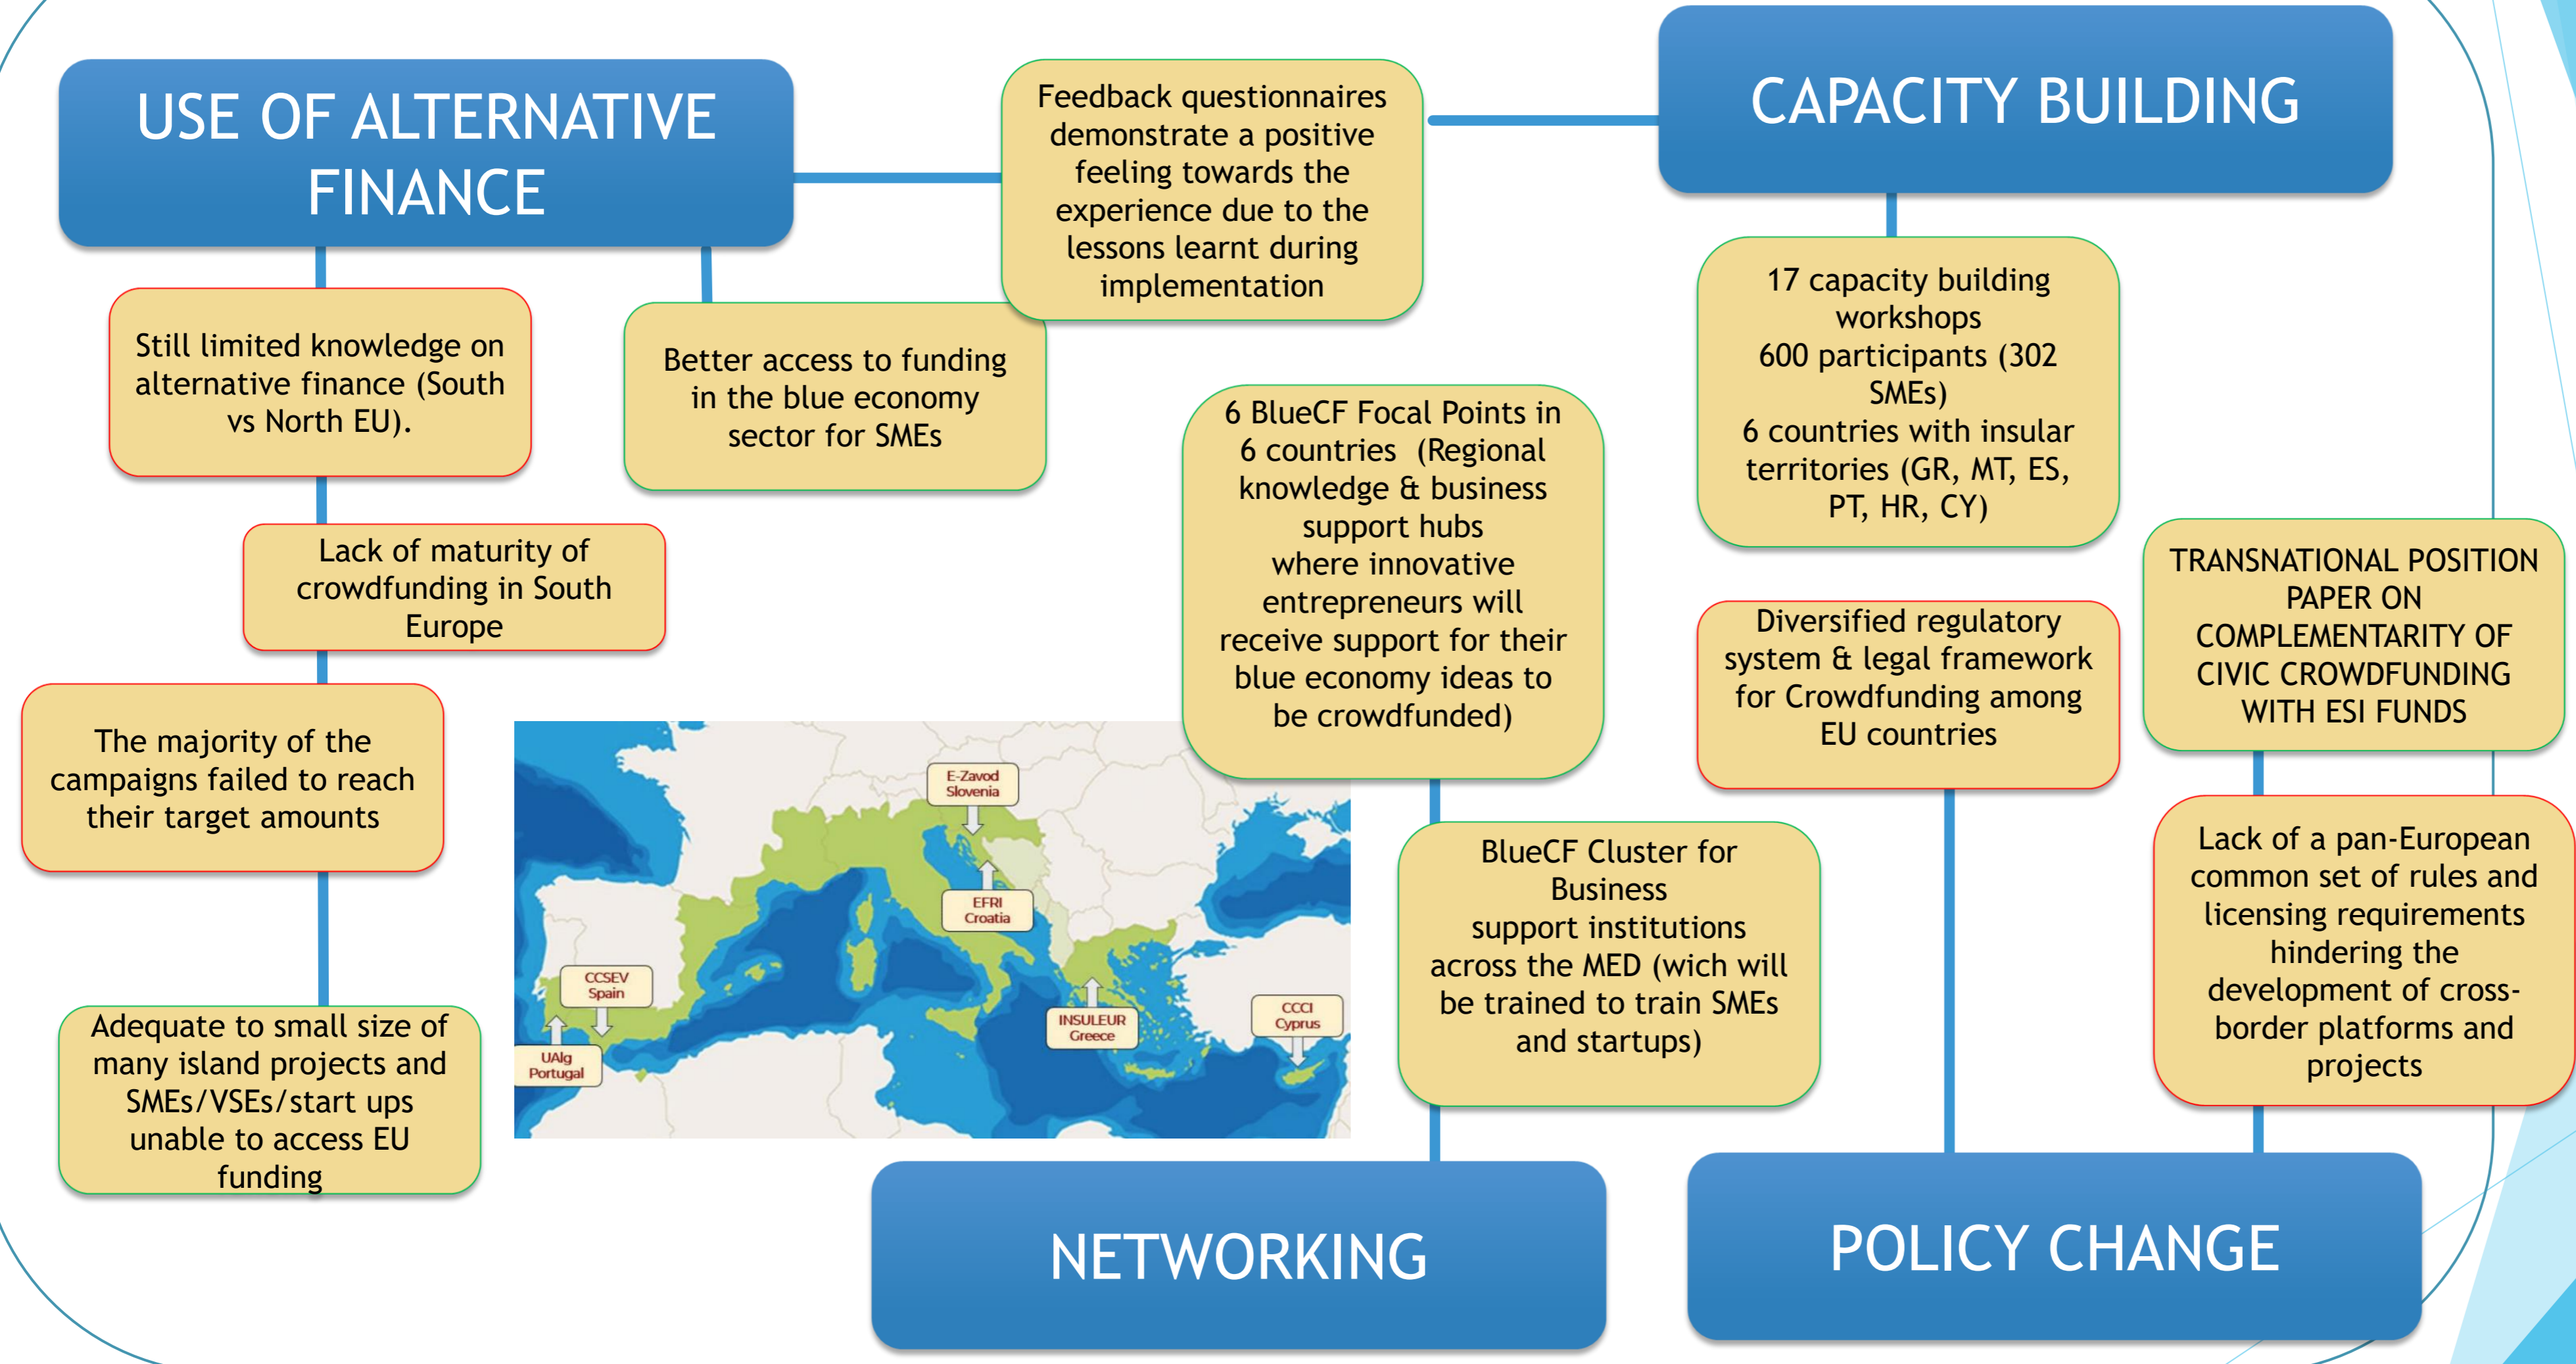 USE OF ALTERNATIVE
FINANCE
Feedback questionnaires
demonstrate a positive
feeling towards the
experience due to the
lessons learnt during
implementation
CAPACITY BUILDING
Still limited knowledge on
alternative finance (South
vs North EU).
Better access to funding
in the blue economy
sector for SMEs
17 capacity building
workshops
600 participants (302
SMEs)
6 countries with insular
territories (GR, MT, ES,
PT, HR, CY)
Lack of maturity of
crowdfunding in South
Europe
6 BlueCF Focal Points in
6 countries (Regional
knowledge & business
support hubs
where innovative
entrepreneurs will
receive support for their
blue economy ideas to
be crowdfunded)
Diversified regulatory
system & legal framework
for Crowdfunding among
EU countries
TRANSNATIONAL POSITION
PAPER ON
COMPLEMENTARITY OF
CIVIC CROWDFUNDING
WITH ESI FUNDS
The majority of the
campaigns failed to reach
their target amounts
E-Zavod
Slovenia
EFRI
Croatia
CCSEV
Spain
UAlg
Portugal
INSULEUR
Greece
CCCI
Cyprus
BlueCF Cluster for
Business
support institutions
across the MED (wich will
be trained to train SMEs
and startups)
Lack of a pan-European
common set of rules and
licensing requirements
hindering the
development of cross-
border platforms and
projects
Adequate to small size of
many island projects and
SMEs/VSEs/start ups
unable to access EU
funding
NETWORKING
POLICY CHANGE